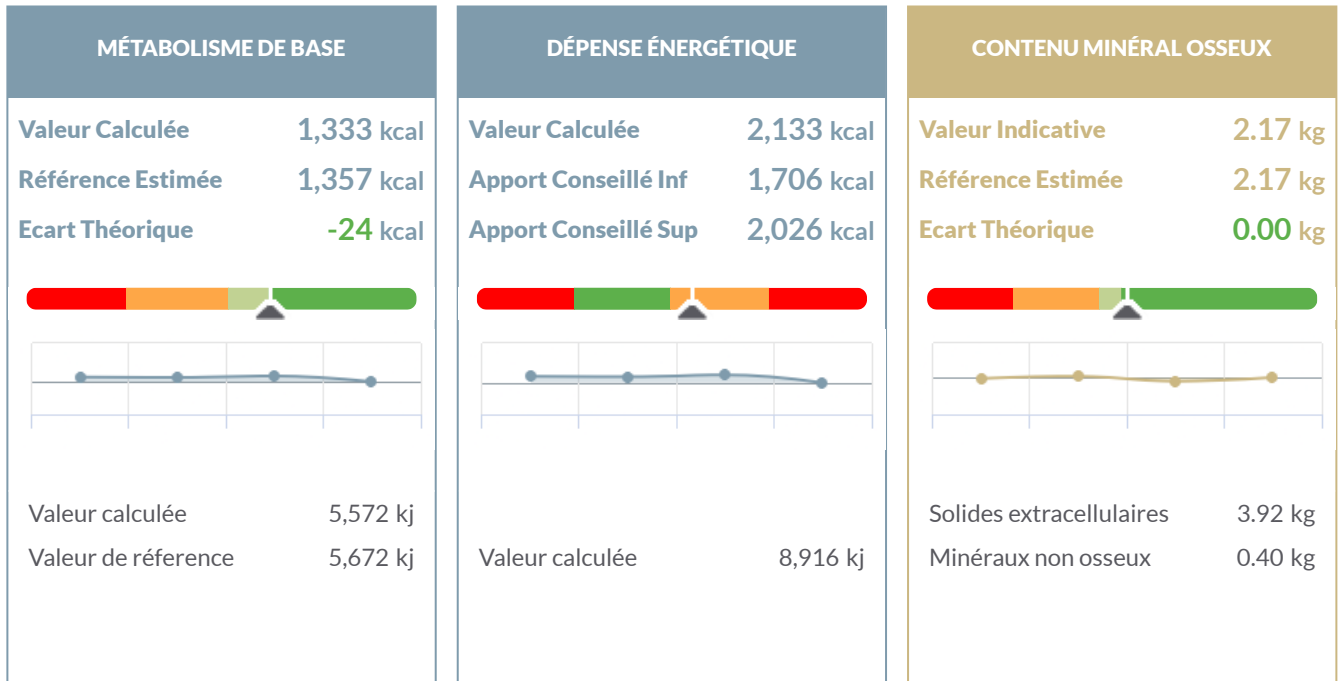 MÉTABOLISME DE BASE
Valeur Calculée 1,333 kcal
Référence Estimée 1,357 kcal
Ecart Théorique -24 kcal
Valeur calculée 5,572 kj
Valeur de réference 5,672 kj
DÉPENSE ÉNERGÉTIQUE
Valeur Calculée 2,133 kcal
Apport Conseillé Inf 1,706 kcal
Apport Conseillé Sup 2,026 kcal
Valeur calculée 8,916 kj
CONTENU MINÉRAL OSSEUX
Valeur Indicative 2.17 kg
Référence Estimée 2.17 kg
Ecart Théorique 0.00 kg
Solides extracellulaires 3.92 kg
Minéraux non osseux 0.40 kg